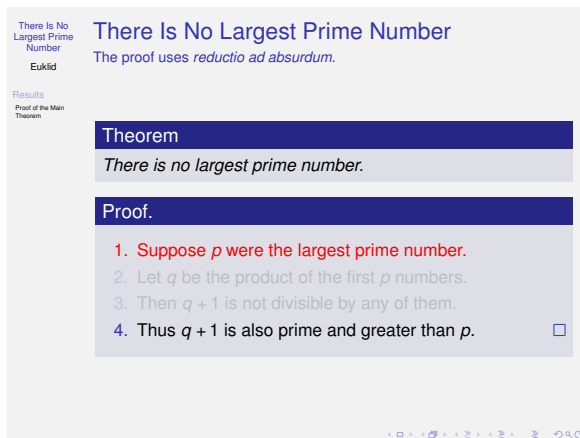 There Is No
Largest Prime
Number
Euklid
Results
Proof of the Main
Theorem
There Is No Largest Prime Number
The proof uses reductio ad absurdum.
Theorem
There is no largest prime number.
Proof.
1. Suppose p were the largest prime number.
2. Let q be the product of the first p numbers.
3. Then q + 1 is not divisible by any of them.
4. Thus q + 1 is also prime and greater than p. □